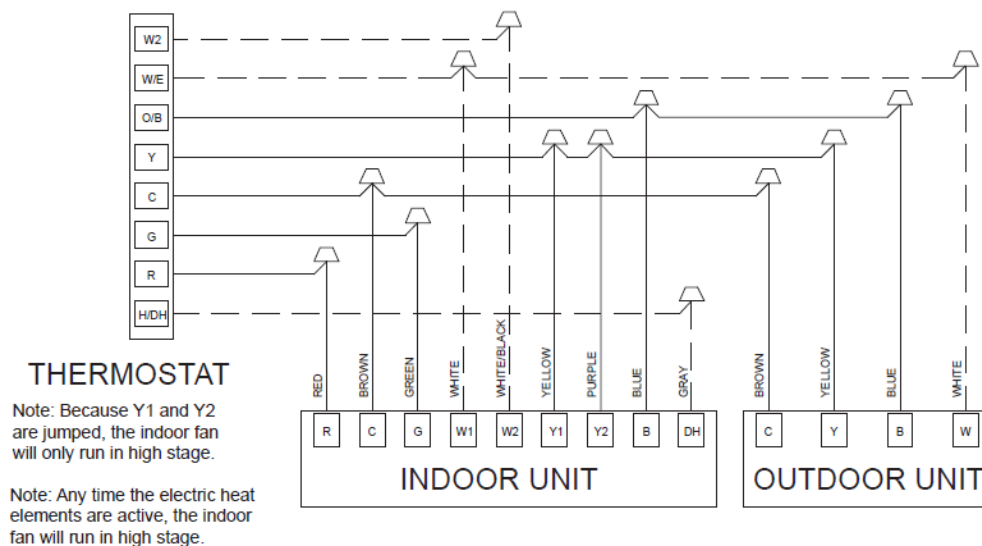 W2
W/E
O/B
Y
C
G
R
H/DH
THERMOSTAT
Note: Because Y1 and Y2
are jumped, the indoor fan
will only run in high stage.
Note: Any time the electric heat
elements are active, the indoor
fan will run in high stage.
RED
BROWN
GREEN
WHITE
WHITE/BLACK
YELLOW
PURPLE
BLUE
GRAY
R
C
G
W1
W2
Y1
Y2
B
DH
INDOOR UNIT
BROWN
YELLOW
BLUE
WHITE
C
Y
B
W
OUTDOOR UNIT